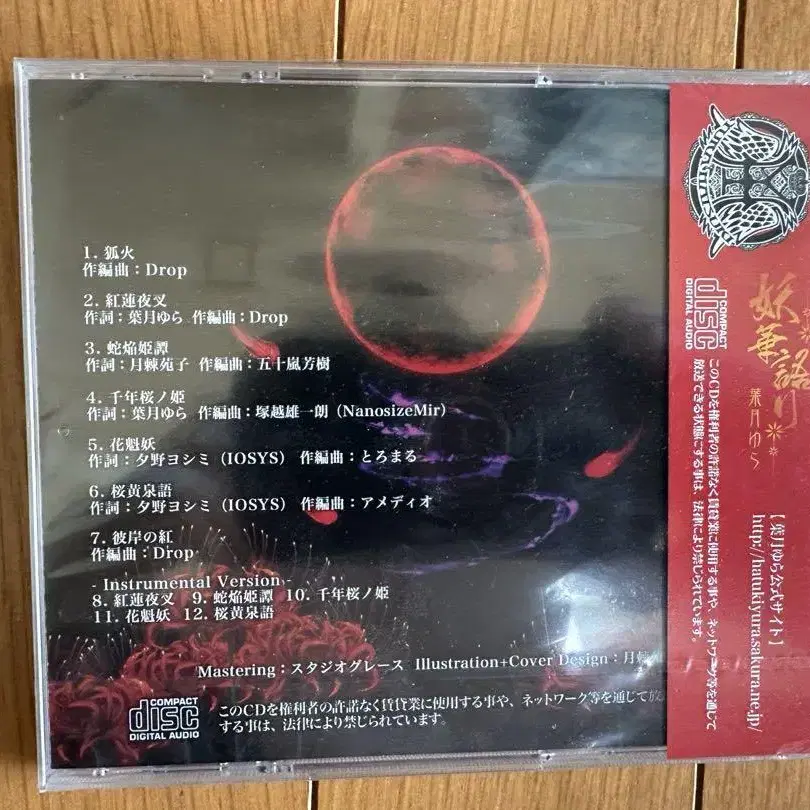 1. 狐火
作編曲：Drop
2. 紅蓮夜叉
作詞：葉月ゆら 作編曲：Drop
3. 蛇焔姫譚
作詞：月棘苑子 作編曲：五十嵐芳樹
4. 千年桜ノ姫
作詞：葉月ゆら 作編曲：塚越雄一朗（NanosizeMir）
5. 花魁妖
作詞：夕野ヨシミ（IOSYS） 作編曲：とろまる
6. 桜黄泉語
作詞：夕野ヨシミ（IOSYS） 作編曲：アメディオ
7. 彼岸の紅
作編曲：Drop
- Instrumental Version -
8. 紅蓮夜叉 9. 蛇焔姫譚 10. 千年桜ノ姫
11. 花魁妖 12. 桜黄泉語
Mastering：スタジオグレース Illustration+Cover Design：月棘
COMPACT
disc
DIGITAL AUDIO
このCDを権利者の許諾なく賃貸業に使用する事や、ネットワーク等を通じて放
する事は、法律により禁じられています。
妖華語り
葉月ゆら
COMPACT
disc
DIGITAL AUDIO
このCDを権利者の許諾なく賃貸業に使用する事や、ネットワーク等を通じて
放送できる状態にする事は、法律により禁じられています。
【葉月ゆら公式サイト】
http://hatukiyura.sakura.ne.jp/